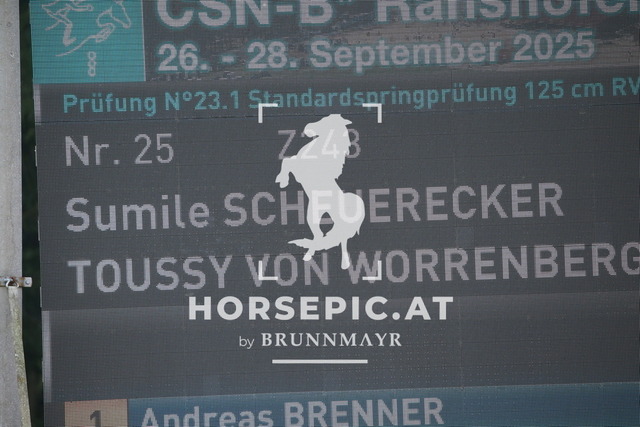 CSN-B* Ranshofen
26. - 28. September 2025
Prüfung N°23.1 Standardspringprüfung 125 cm RV
Nr. 25 Z243
Sumile SCHEUERECKER
TOUSSY VON WORRENBERG
HORSEPIC.AT
by BRUNNMAYR
1 Andreas BRENNER